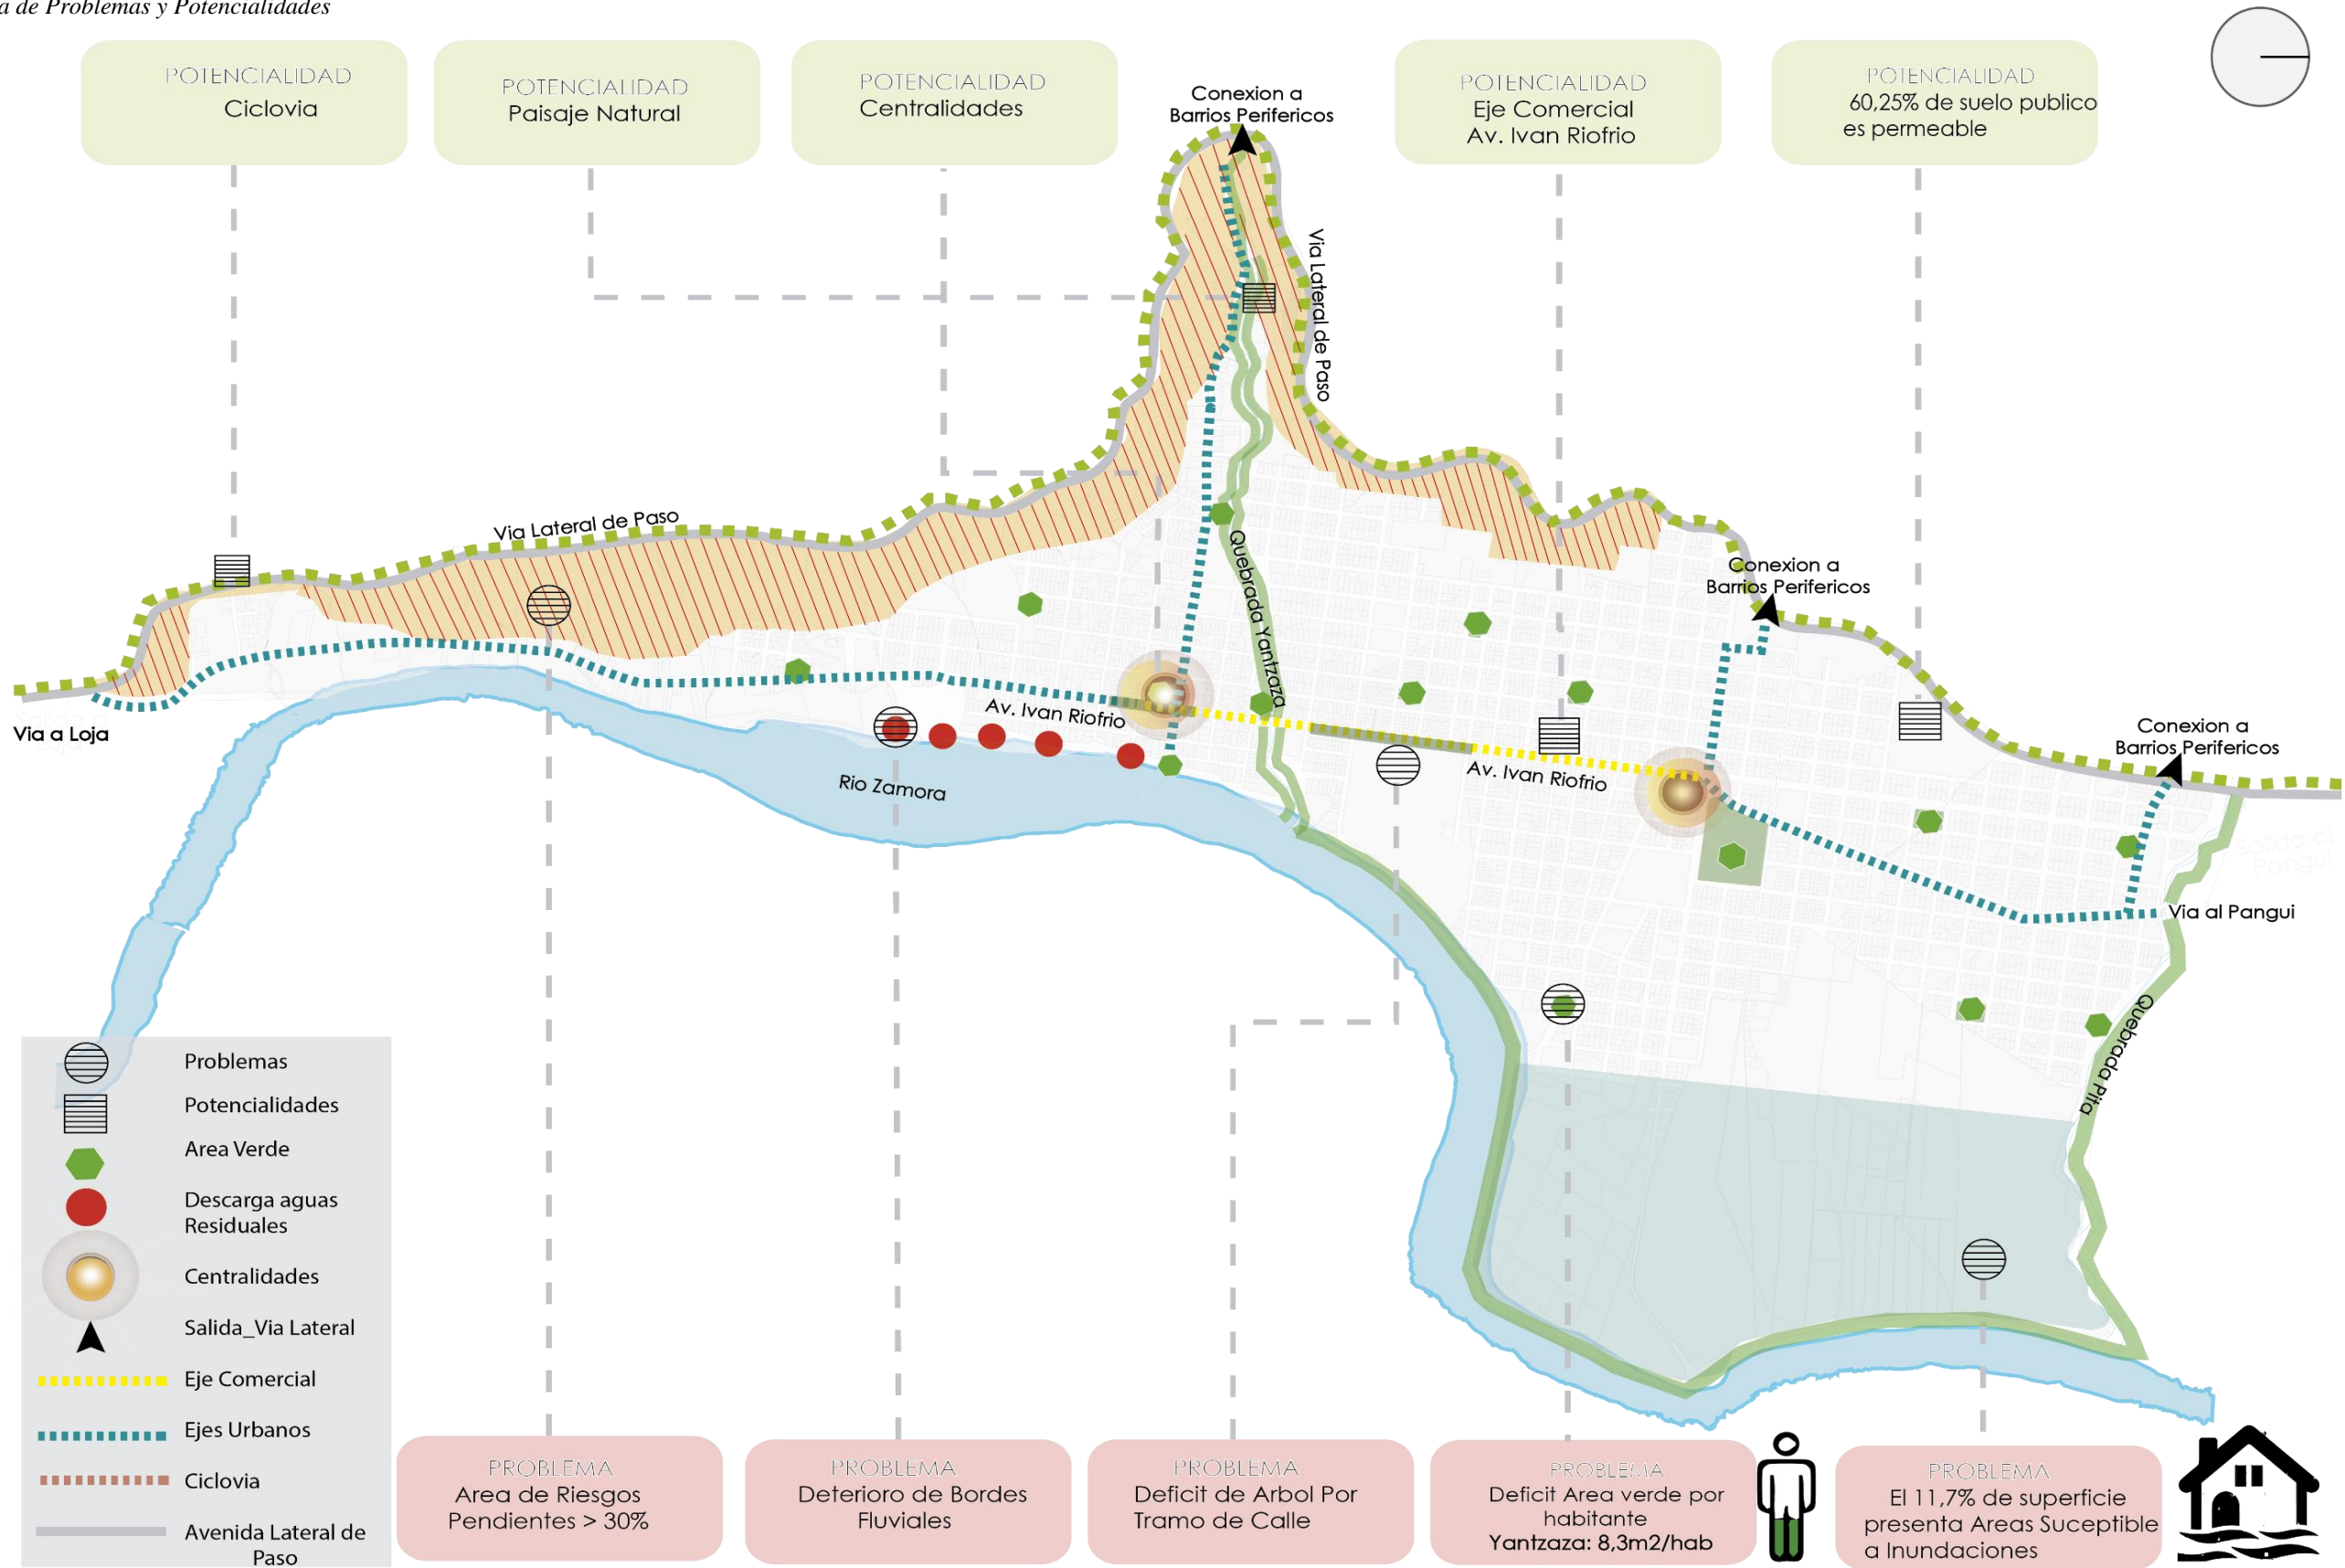 a de Problemas y Potencialidades
POTENCIALIDAD
Ciclovia
POTENCIALIDAD
Paisaje Natural
POTENCIALIDAD
Centralidades
POTENCIALIDAD
Eje Comercial
Av. Ivan Riofrio
POTENCIALIDAD
60,25% de suelo publico
es permeable
Conexion a
Barrios Perifericos
Via Lateral de Paso
Via Lateral de Paso
Quebrada Yantzaza
Conexion a
Barrios Perifericos
Conexion a
Barrios Perifericos
Via a Loja
Av. Ivan Riofrio
Av. Ivan Riofrio
Rio Zamora
Via al Pangui
Quebrada Pita
Problemas
Potencialidades
Area Verde
Descarga aguas
Residuales
Centralidades
Salida_Via Lateral
Eje Comercial
Ejes Urbanos
Ciclovia
Avenida Lateral de
Paso
PROBLEMA
Area de Riesgos
Pendientes > 30%
PROBLEMA
Deterioro de Bordes
Fluviales
PROBLEMA
Deficit de Arbol Por
Tramo de Calle
PROBLEMA
Deficit Area verde por
habitante
Yantzaza: 8,3m2/hab
PROBLEMA
El 11,7% de superficie
presenta Areas Suceptible
a Inundaciones